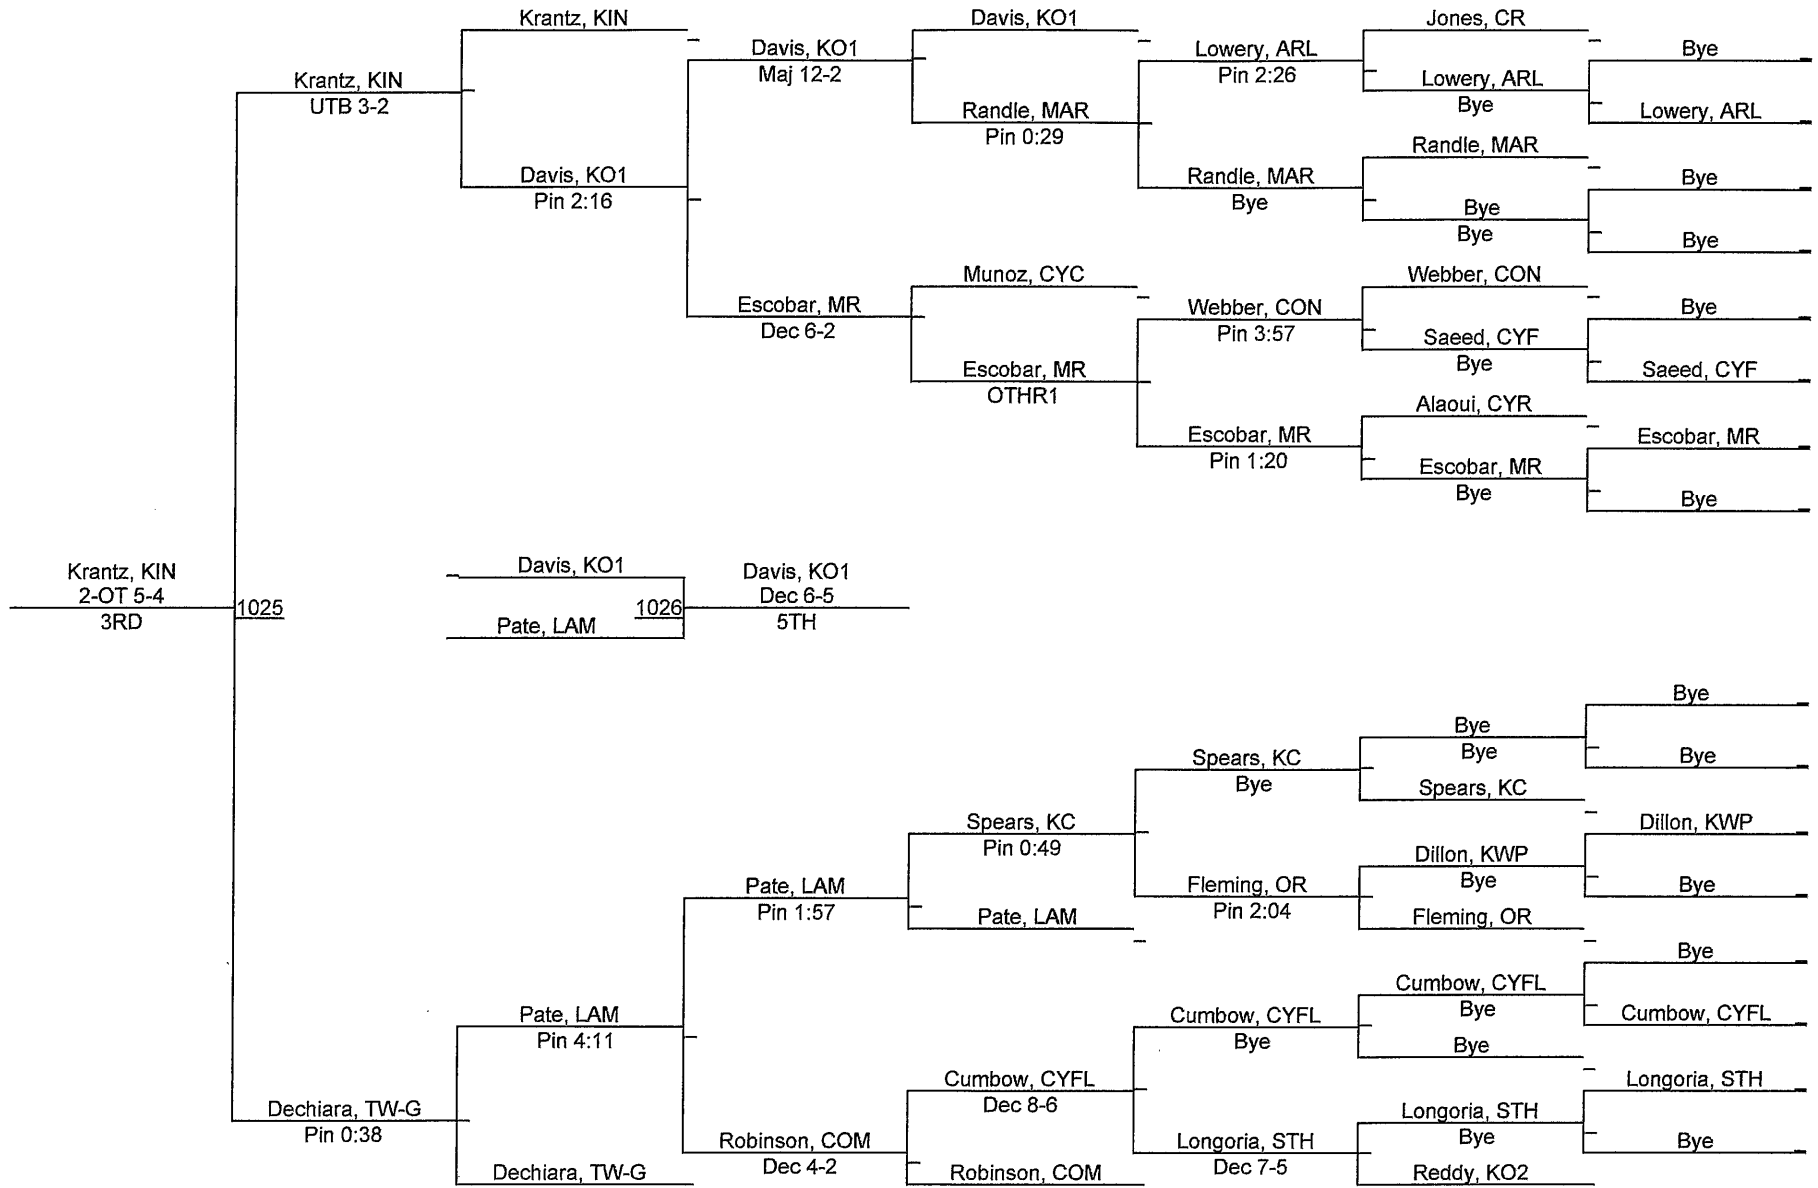 Krantz, KIN
Davis, KO1
Jones, CR
Davis, KO1
Maj 12-2
Lowery, ARL
Pin 2:26
Bye
Krantz, KIN
UTB 3-2
Lowery, ARL
Bye
Randle, MAR
Pin 0:29
Lowery, ARL
Randle, MAR
Davis, KO1
Pin 2:16
Randle, MAR
Bye
Bye
Bye
Bye
Bye
Munoz, CYC
Webber, CON
Escobar, MR
Dec 6-2
Webber, CON
Pin 3:57
Bye
Saeed, CYF
Bye
Escobar, MR
OTHR1
Saeed, CYF
Alaoui, CYR
Escobar, MR
Pin 1:20
Escobar, MR
Escobar, MR
Bye
Bye
Krantz, KIN
2-OT 5-4
3RD
1025
Davis, KO1
Pate, LAM
1026
Davis, KO1
Dec 6-5
5TH
Bye
Bye
Bye
Spears, KC
Bye
Bye
Spears, KC
Spears, KC
Pin 0:49
Dillon, KWP
Dillon, KWP
Bye
Pate, LAM
Pin 1:57
Fleming, OR
Pin 2:04
Bye
Pate, LAM
Fleming, OR
Bye
Cumbow, CYFL
Bye
Pate, LAM
Pin 4:11
Cumbow, CYFL
Bye
Cumbow, CYFL
Bye
Cumbow, CYFL
Dec 8-6
Longoria, STH
Dechiara, TW-G
Pin 0:38
Longoria, STH
Bye
Robinson, COM
Dec 4-2
Longoria, STH
Dec 7-5
Bye
Dechiara, TW-G
Robinson, COM
Reddy, KO2